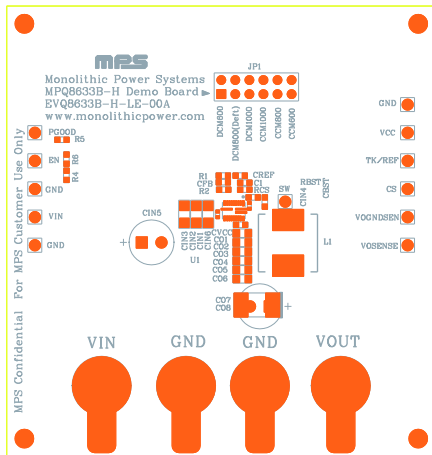 mps
Monolithic Power Systems
MPQ8633B-H Demo Board
EVQ8633B-H-LE-00A
www.monolithicpower.com
JP1
DCM600
DCM800(Deft)
DCM1000
CCM1000
CCM800
CCM600
PGOOD
R5
EN
R6
R4
GND
VIN
GND
GND
VCC
TK/REF
CS
VOGNDSEN
VOSENSE
R1
CREF
CFB
C1
R2
RCS
SW
CIN4
RBST
CBST
CIN5
CIN3
CIN2
CIN1
CIN6
U1
CVCC
CO1
CO2
CO3
CO4
CO5
CO6
L1
CO7
CO8
MPS Confidential For MPS Customer Use Only
VIN
GND
GND
VOUT